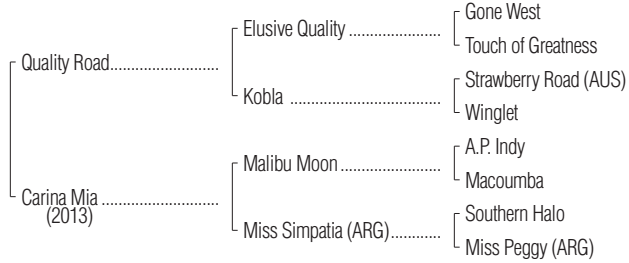 Gone West
Elusive Quality ....................
Touch of Greatness
Quality Road........................
Strawberry Road (AUS)
Kobla .................................
Winglet
A.P. Indy
Malibu Moon ......................
Macoumba
Carina Mia ..........................
(2013)
Southern Halo
Miss Simpatia (ARG)...........
Miss Peggy (ARG)